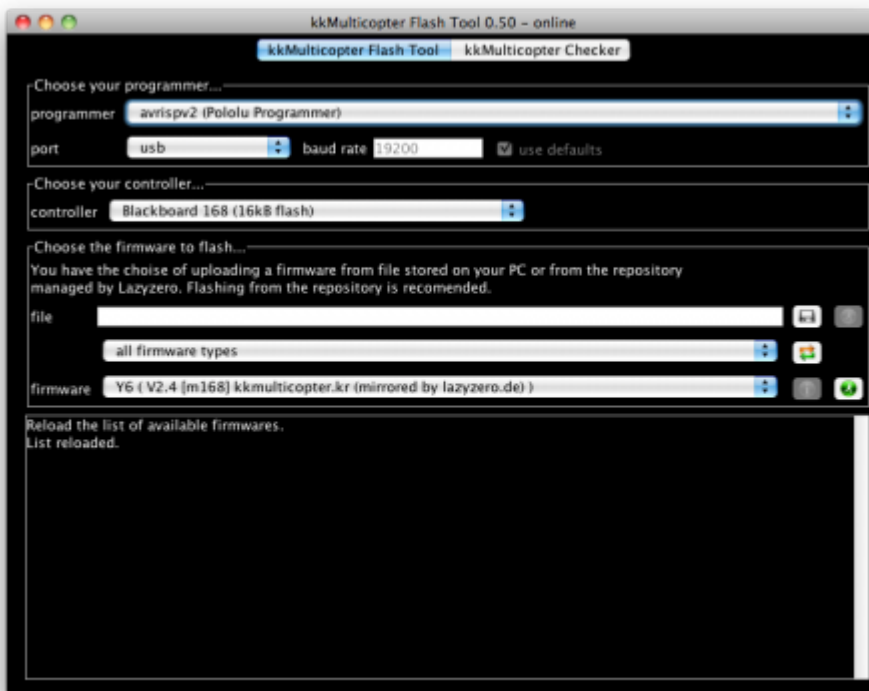 kkMulticopter Flash Tool 0.50 - online
kkMulticopter Flash Tool kkMulticopter Checker
Choose your programmer...
programmer avrispv2 (Pololu Programmer)
port usb baud rate 19200 use defaults
Choose your controller...
controller Blackboard 168 (16kB flash)
Choose the firmware to flash...
You have the choise of uploading a firmware from file stored on your PC or from the repository
managed by Lazyzero. Flashing from the repository is recomended.
file
all firmware types
firmware Y6 ( V2.4 [m168] kkmulticopter.kr (mirrored by lazyzero.de) )
Reload the list of available firmwares.
List reloaded.